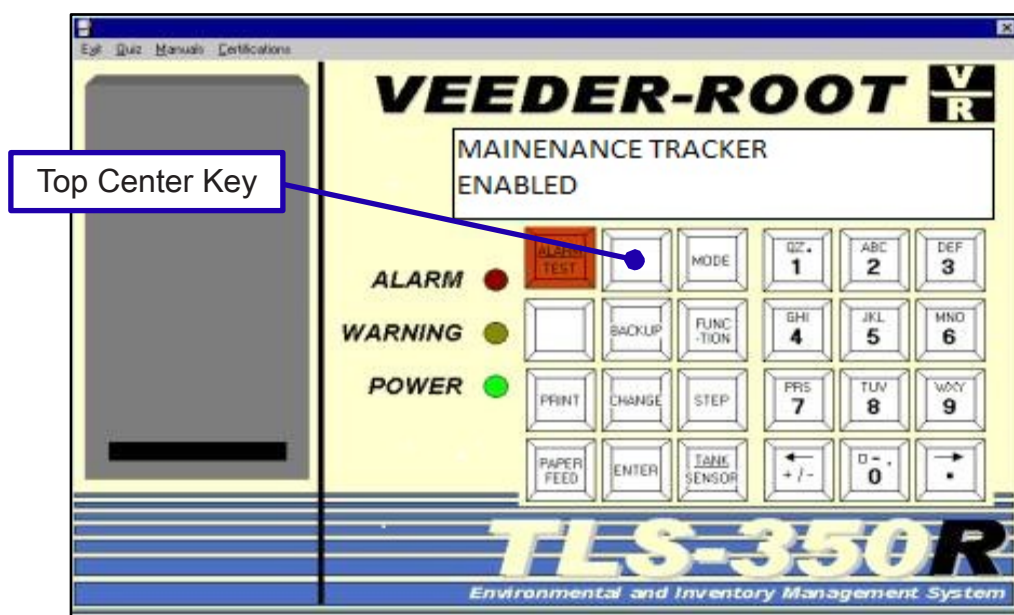 Exit Quiz Manuals Certifications
VEEDER-ROOT
V
R
MAINENANCE TRACKER
ENABLED
Top Center Key
ALARM
TEST
MODE
QZ.
1
ABC
2
DEF
3
ALARM
WARNING
POWER
BACKUP
FUNC
-TION
GHI
4
JKL
5
MNO
6
PRINT
CHANGE
STEP
PRS
7
TUV
8
WXY
9
PAPER
FEED
ENTER
TANK
SENSOR
←
+/-
0
→
.
TLS-350R
Environmental and Inventory Management System